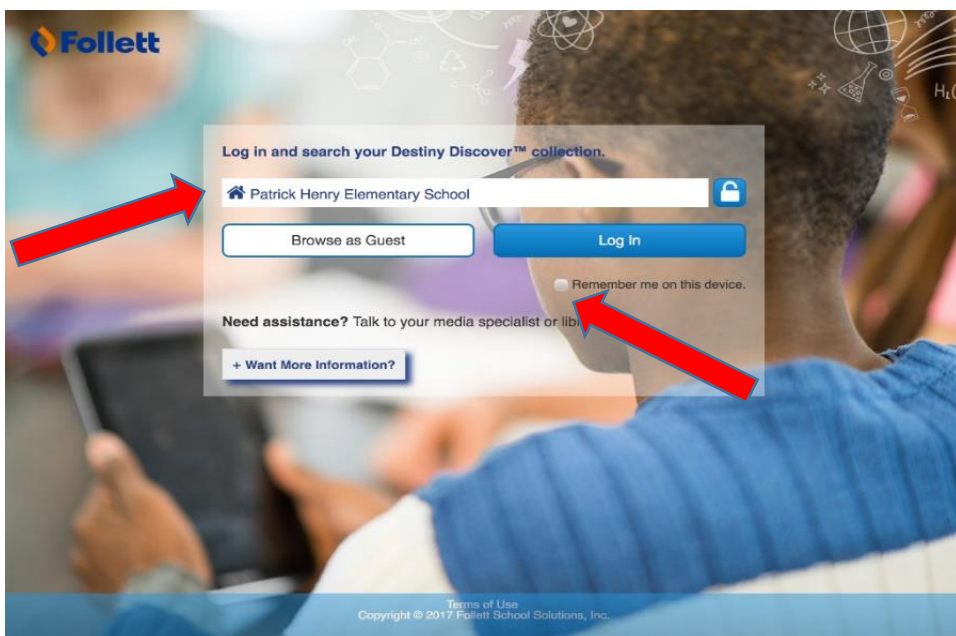 Follett
H₂
Log in and search your Destiny Discover™ collection.
Patrick Henry Elementary School
Browse as Guest
Log In
Remember me on this device.
Need assistance? Talk to your media specialist or
+ Want More Information?
Terms of Use
Copyright © 2017 Follett School Solutions, Inc.